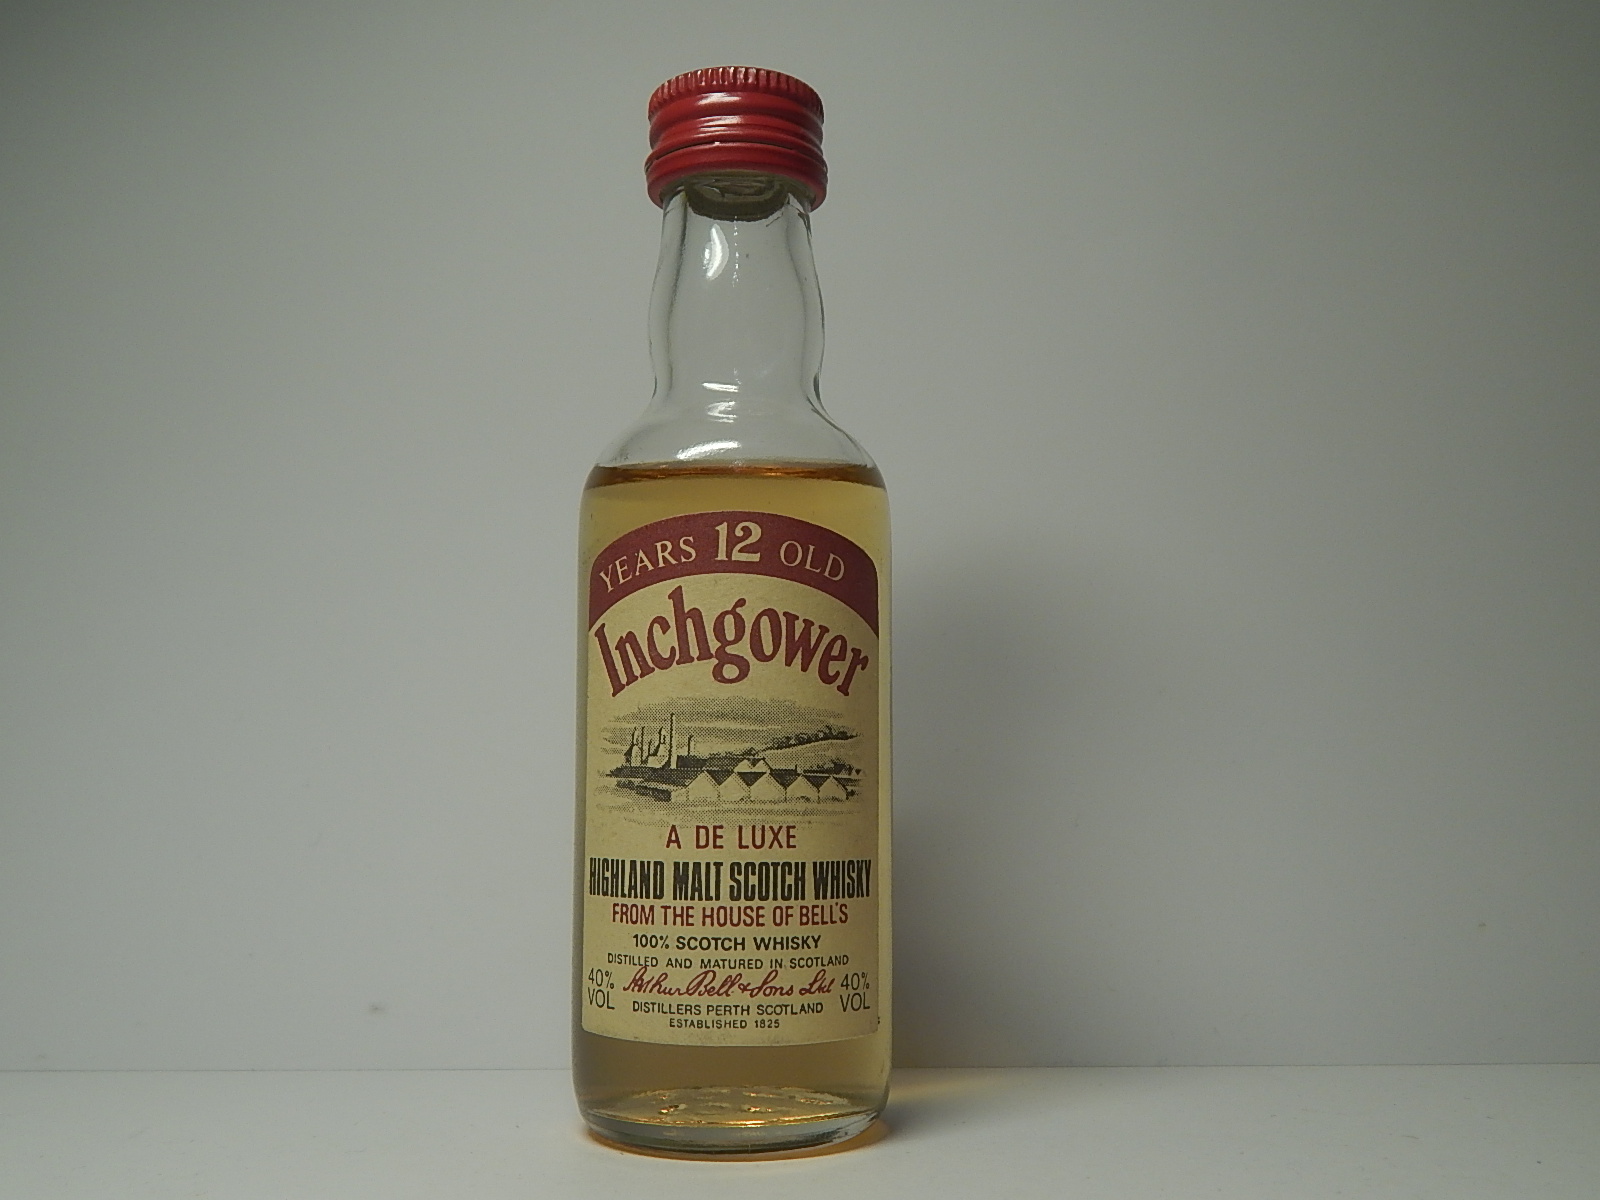 YEARS 12 OLD
Inchgower
A DE LUXE
HIGHLAND MALT SCOTCH WHISKY
FROM THE HOUSE OF BELL'S
100% SCOTCH WHISKY
DISTILLED AND MATURED IN SCOTLAND
40% VOL Arthur Bell & Sons Ltd 40% VOL
DISTILLERS PERTH SCOTLAND
ESTABLISHED 1825